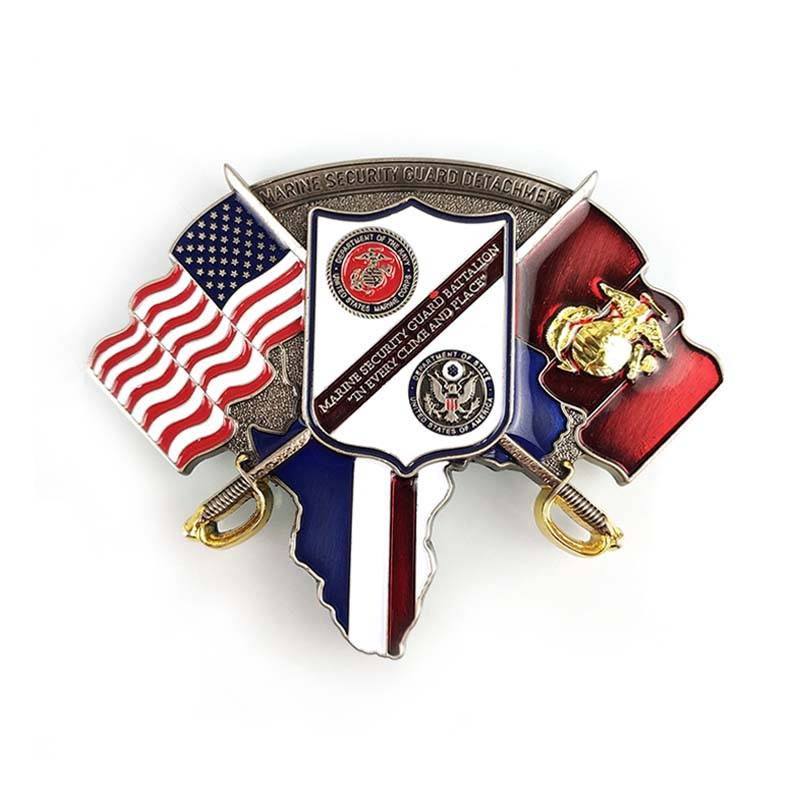 MARINE SECURITY GUARD DETACHMENT
DEPARTMENT OF THE NAVY
UNITED STATES MARINE CORPS
MARINE SECURITY GUARD BATTALION
"IN EVERY CLIME AND PLACE"
DEPARTMENT OF STATE
UNITED STATES OF AMERICA